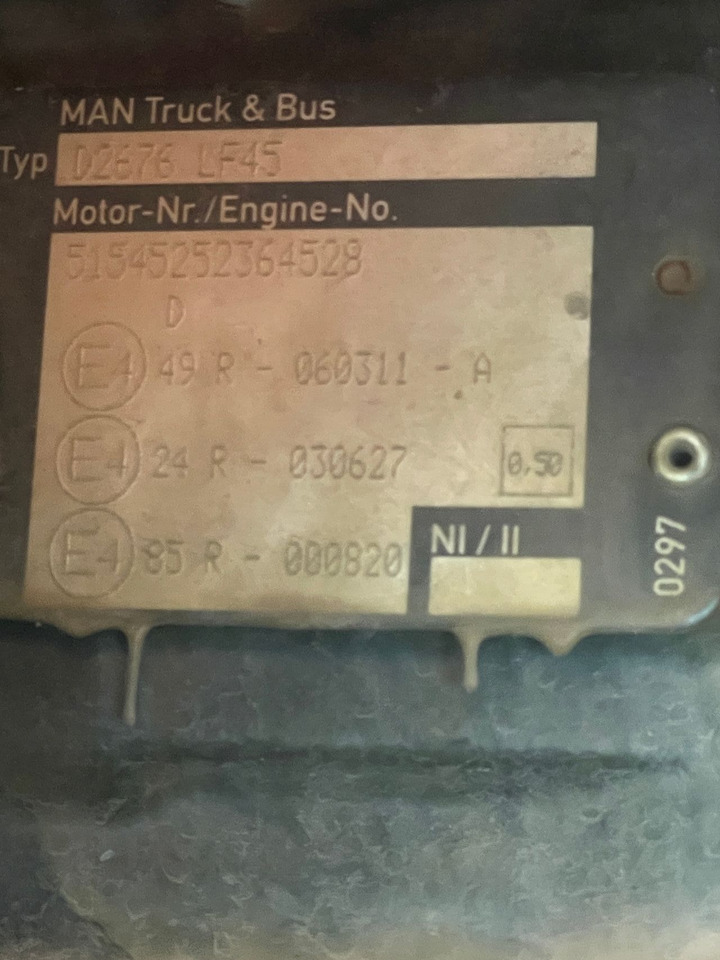 MAN Truck & Bus
Typ D2676 LF45
Motor-Nr./Engine-No.
51545252364528
D
E4 49 R - 060311 - A
E4 24 R - 030627 0.50
E4 85 R - 000820
NI / II
0297